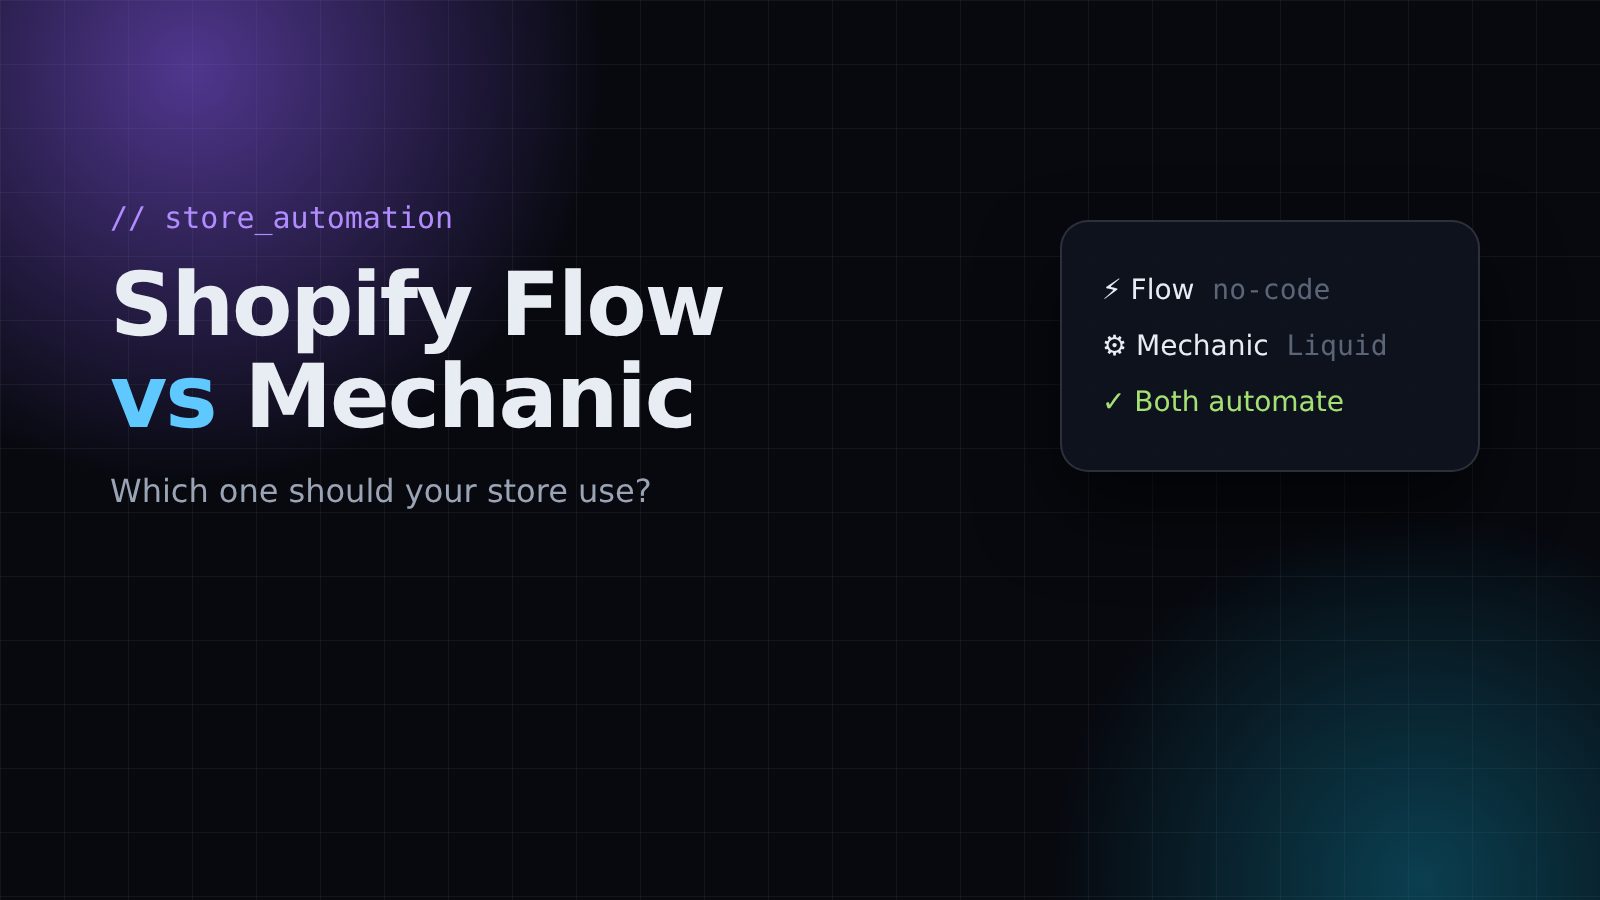 // store_automation
Shopify Flow
vs Mechanic
Which one should your store use?
⚡ Flow no-code
⚙ Mechanic Liquid
✓ Both automate